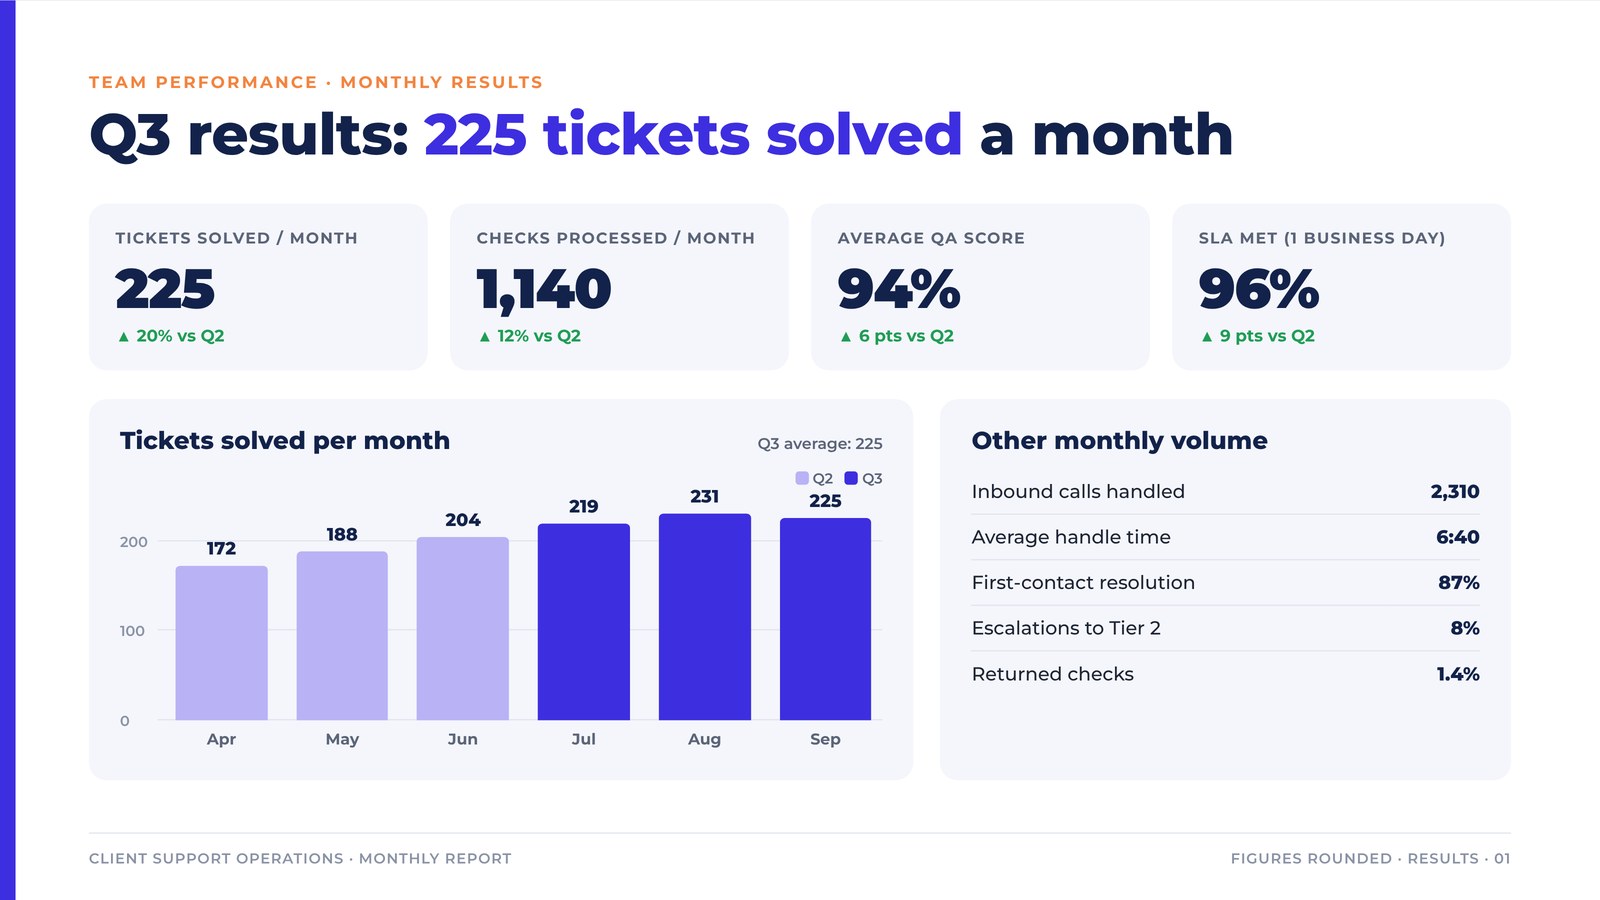 TEAM PERFORMANCE · MONTHLY RESULTS
Q3 results: 225 tickets solved a month
TICKETS SOLVED / MONTH
225
▲ 20% vs Q2
CHECKS PROCESSED / MONTH
1,140
▲ 12% vs Q2
AVERAGE QA SCORE
94%
▲ 6 pts vs Q2
SLA MET (1 BUSINESS DAY)
96%
▲ 9 pts vs Q2
Tickets solved per month
Q3 average: 225
Q2 Q3
172 188 204 219 231 225
200
100
0
Apr May Jun Jul Aug Sep
Other monthly volume
Inbound calls handled 2,310
Average handle time 6:40
First-contact resolution 87%
Escalations to Tier 2 8%
Returned checks 1.4%
CLIENT SUPPORT OPERATIONS · MONTHLY REPORT
FIGURES ROUNDED · RESULTS · 01